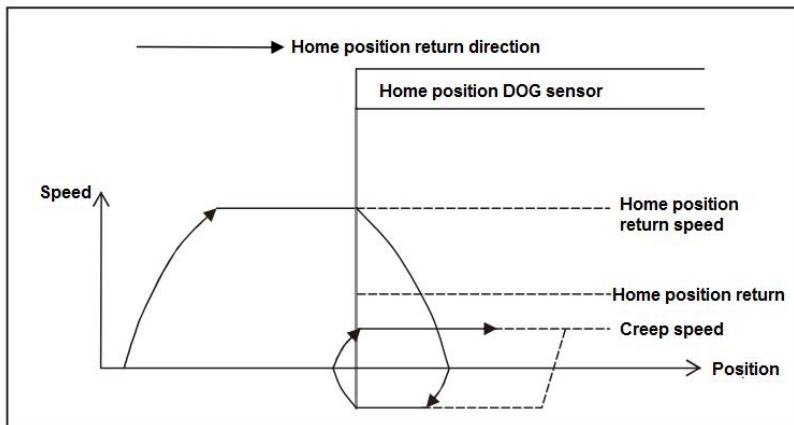 Home position return direction
Home position DOG sensor
Speed
Home position
return speed
Home position return
Creep speed
Position